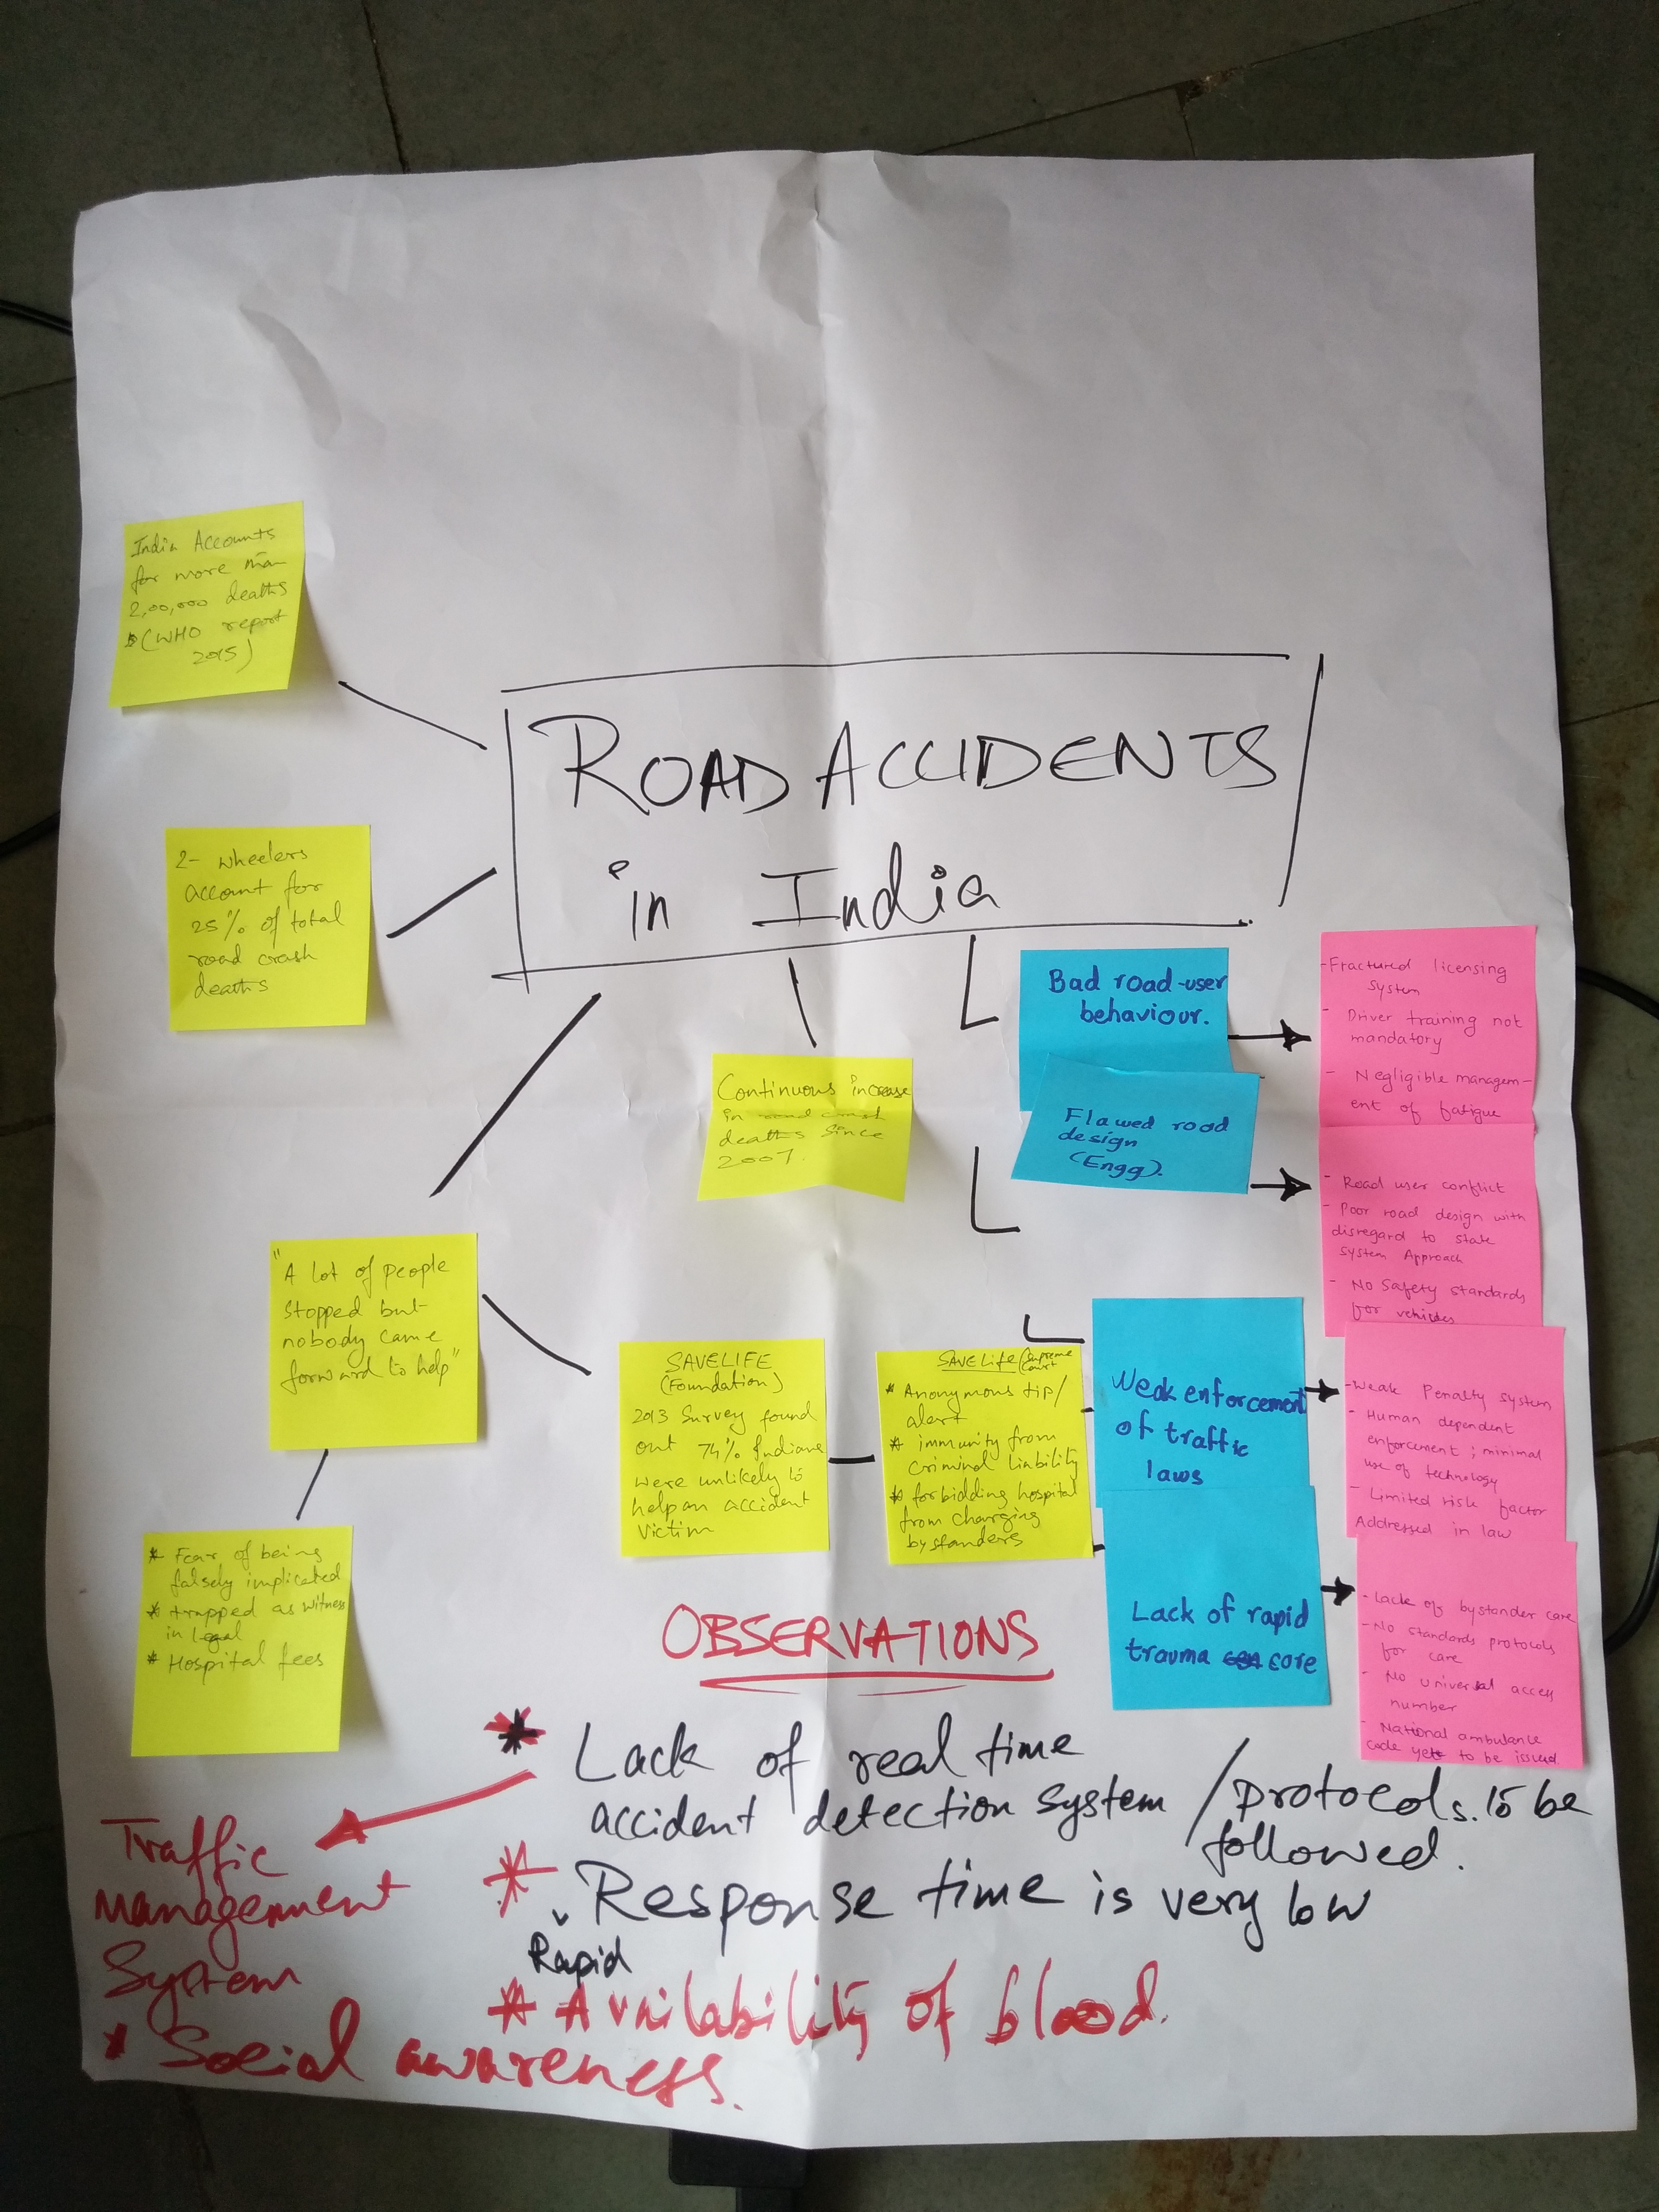 India Accounts
for more than
2,00,000 deaths
(WHO report
2015)
ROAD ACCIDENTS
in India
2- wheelers
account for
25% of total
road crash
deaths
Continuous increase
in road crash
deaths since
2007.
Bad road-user
behaviour.
-Fractured licensing
system
- Driver training not
mandatory
- Negligible managem-
ent of fatigue
Flawed road
design
(Engg).
- Road user conflict
- Poor road design with
disregard to state
system Approach
- No Safety standards
for vehicles
"A lot of people
stopped but
nobody came
forward to help"
SAVELIFE
(Foundation)
2013 Survey found
out 74% Indians
were unlikely to
help an accident
victim
SAVELife (Supreme
Court
* Anonymous tip/
alert
* immunity from
criminal liability
* forbidding hospital
from charging
bystanders
Weak enforcement
of traffic
laws
-Weak Penalty system
- Human dependent
enforcement ; minimal
use of technology
- Limited risk factor
Addressed in law
Lack of rapid
trauma core
- Lack of bystander care
- No standards protocols
for care
- No universal access
number
- National ambulance
code yet to be issued.
* Fear of being
falsely implicated
* trapped as witness
in legal
* Hospital fees
OBSERVATIONS
* Lack of real time
accident detection system / protocols. to be
followed.
Traffic
Management
System
* Response time is very low
Rapid
* Availability of blood.
* Social awareness.